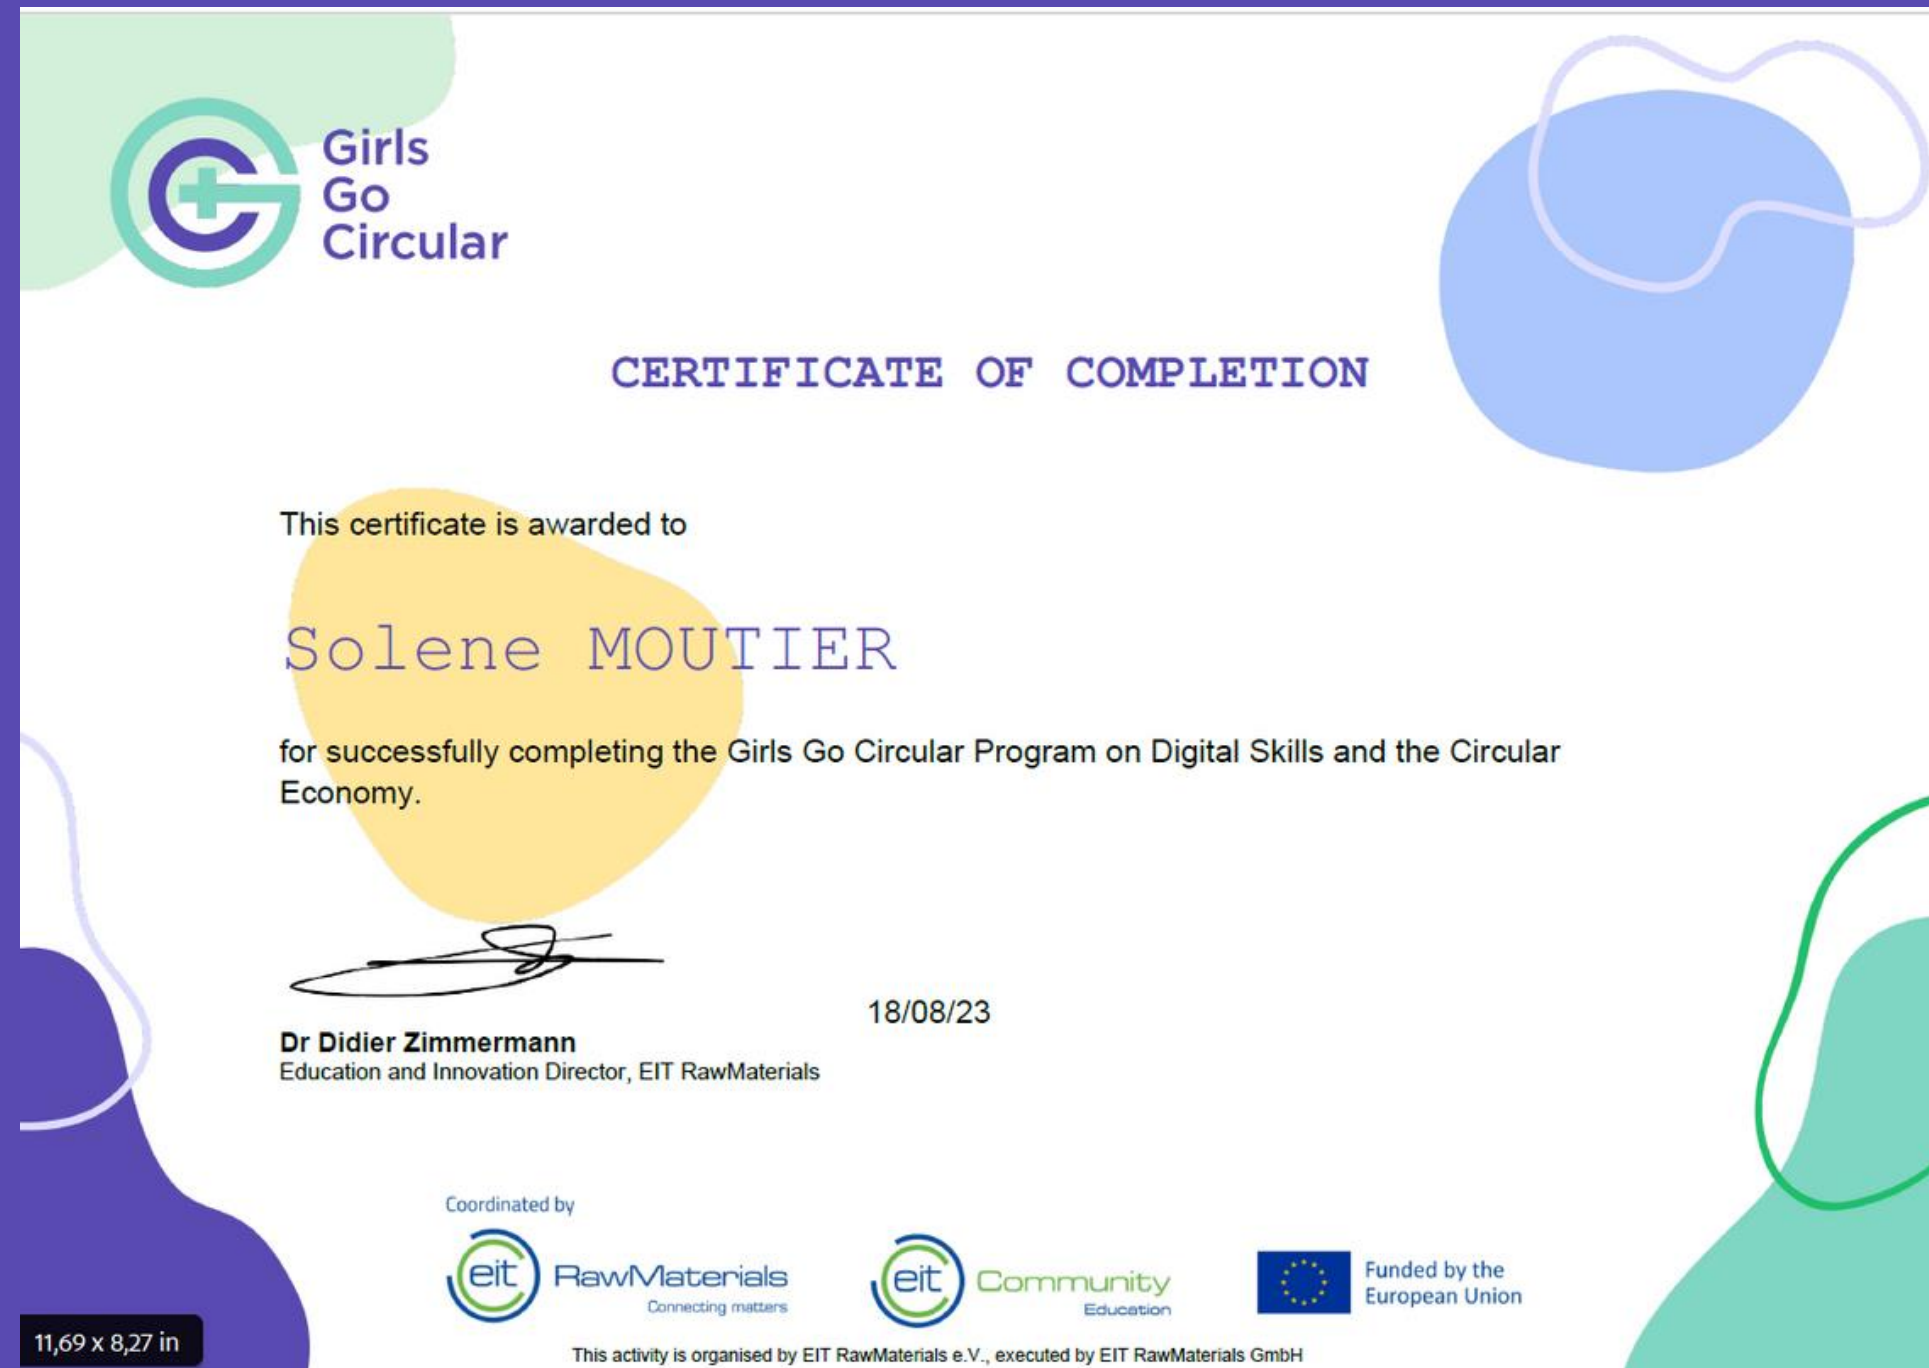 Girls
Go
Circular
CERTIFICATE OF COMPLETION
This certificate is awarded to
Solene MOUTIER
for successfully completing the Girls Go Circular Program on Digital Skills and the Circular
Economy.
18/08/23
Dr Didier Zimmermann
Education and Innovation Director, EIT RawMaterials
Coordinated by
eit RawMaterials
Connecting matters
eit Community
Education
Funded by the
European Union
11,69 x 8,27 in
This activity is organised by EIT RawMaterials e.V., executed by EIT RawMaterials GmbH